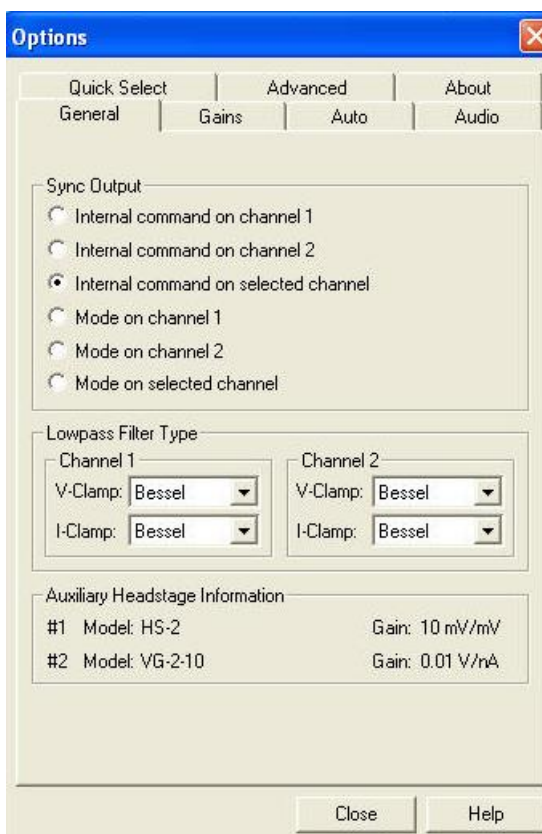 Options
Quick Select Advanced About
General Gains Auto Audio
Sync Output
Internal command on channel 1
Internal command on channel 2
Internal command on selected channel
Mode on channel 1
Mode on channel 2
Mode on selected channel
Lowpass Filter Type
Channel 1 Channel 2
V-Clamp: Bessel V-Clamp: Bessel
I-Clamp: Bessel I-Clamp: Bessel
Auxiliary Headstage Information
#1 Model: HS-2 Gain: 10 mV/mV
#2 Model: VG-2-10 Gain: 0.01 V/nA
Close Help